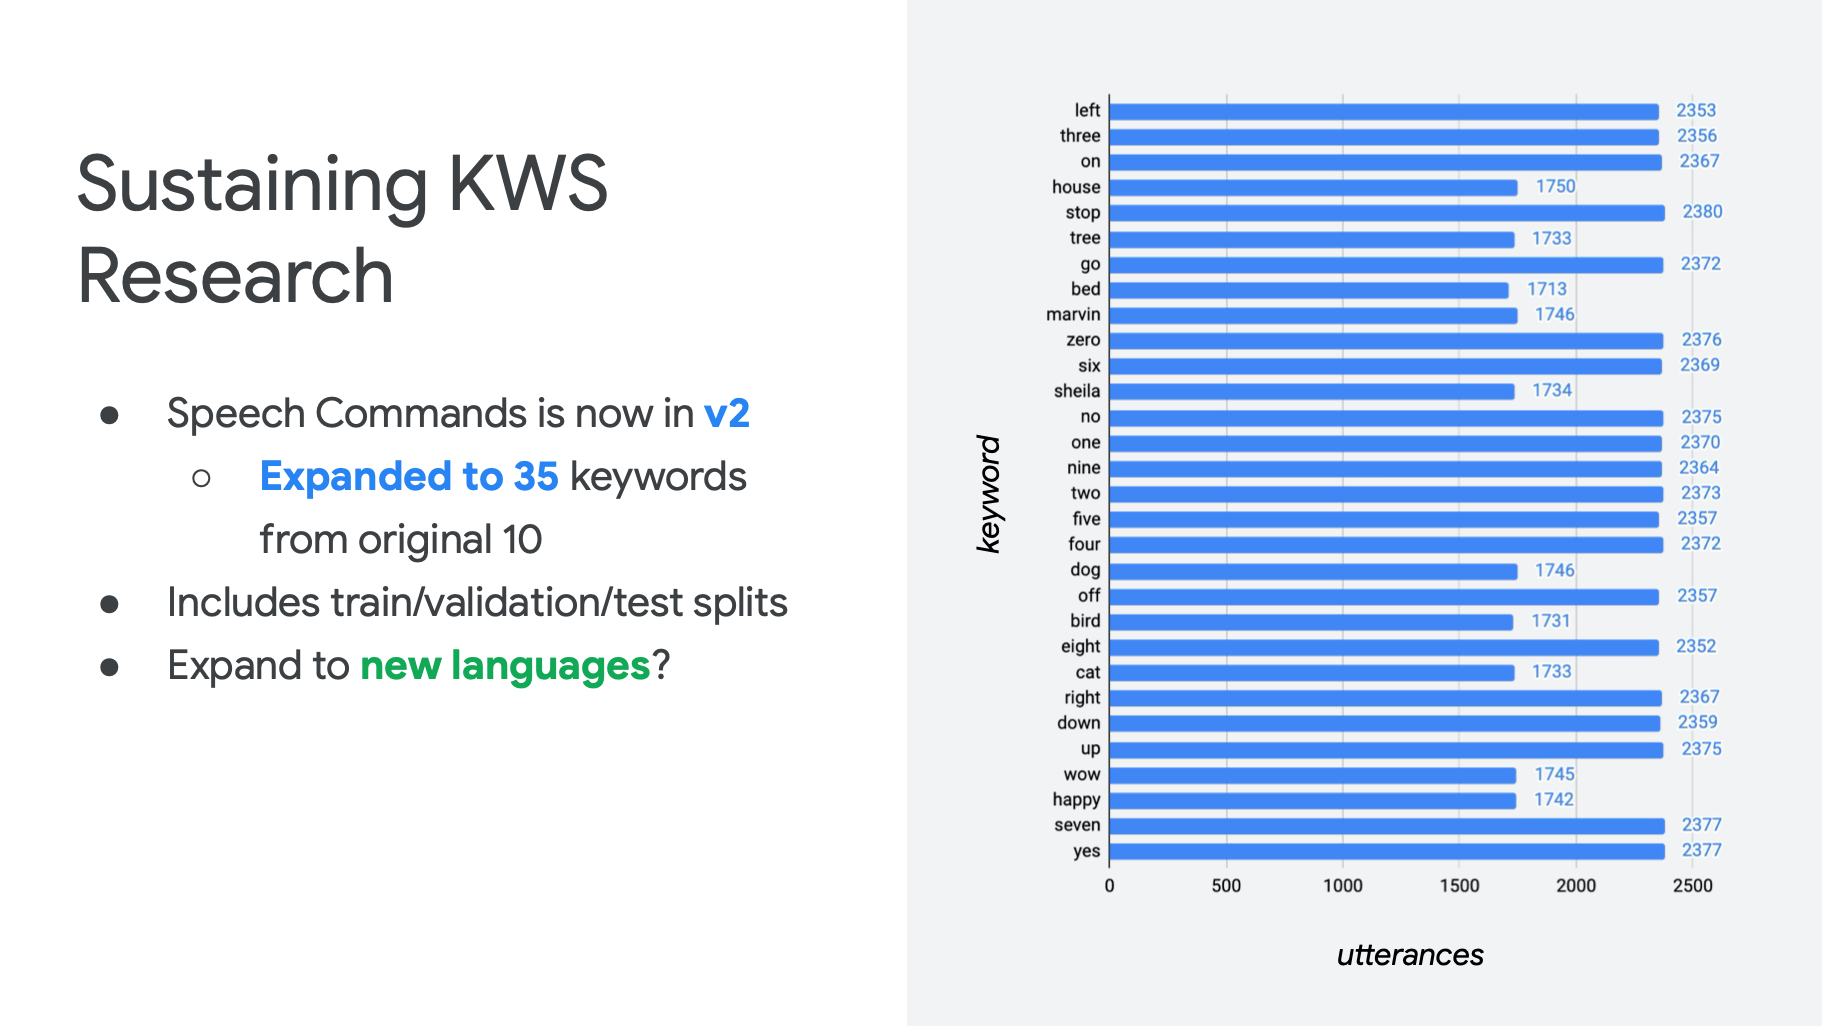 Sustaining KWS
Research
● Speech Commands is now in v2
○ Expanded to 35 keywords
from original 10
● Includes train/validation/test splits
● Expand to new languages?
keyword
left 2353
three 2356
on 2367
house 1750
stop 2380
tree 1733
go 2372
bed 1713
marvin 1746
zero 2376
six 2369
sheila 1734
no 2375
one 2370
nine 2364
two 2373
five 2357
four 2372
dog 1746
off 2357
bird 1731
eight 2352
cat 1733
right 2367
down 2359
up 2375
wow 1745
happy 1742
seven 2377
yes 2377
0 500 1000 1500 2000 2500
utterances